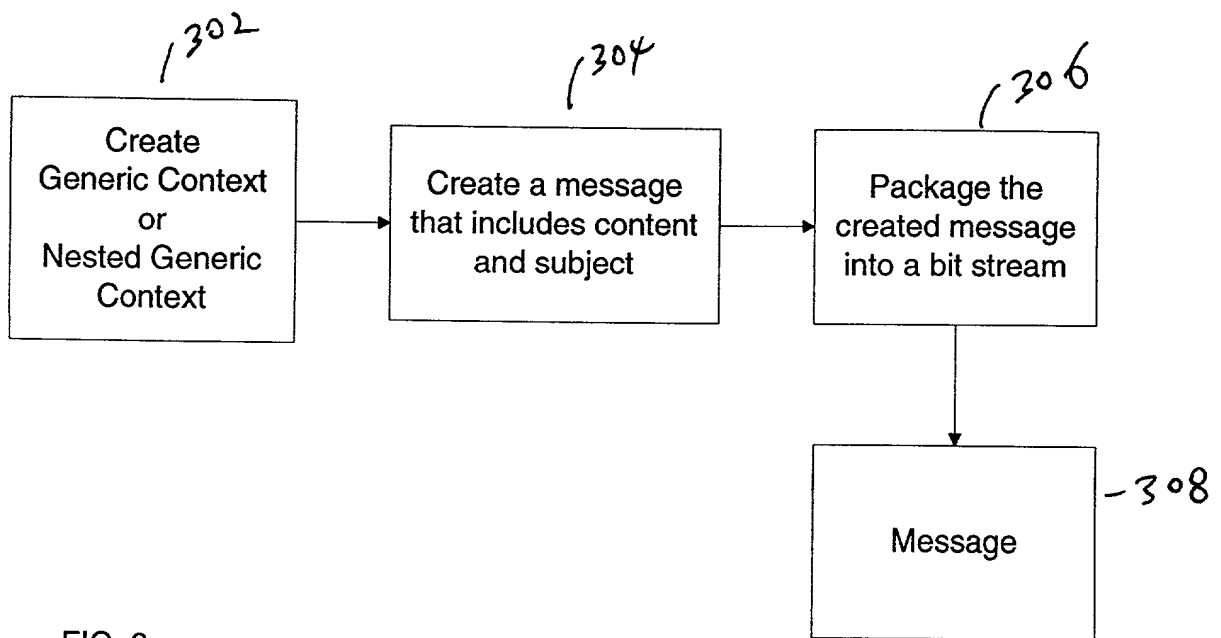 302
304
306
Create
Generic Context
or
Nested Generic
Context
Create a message
that includes content
and subject
Package the
created message
into a bit stream
308
Message
FIG.